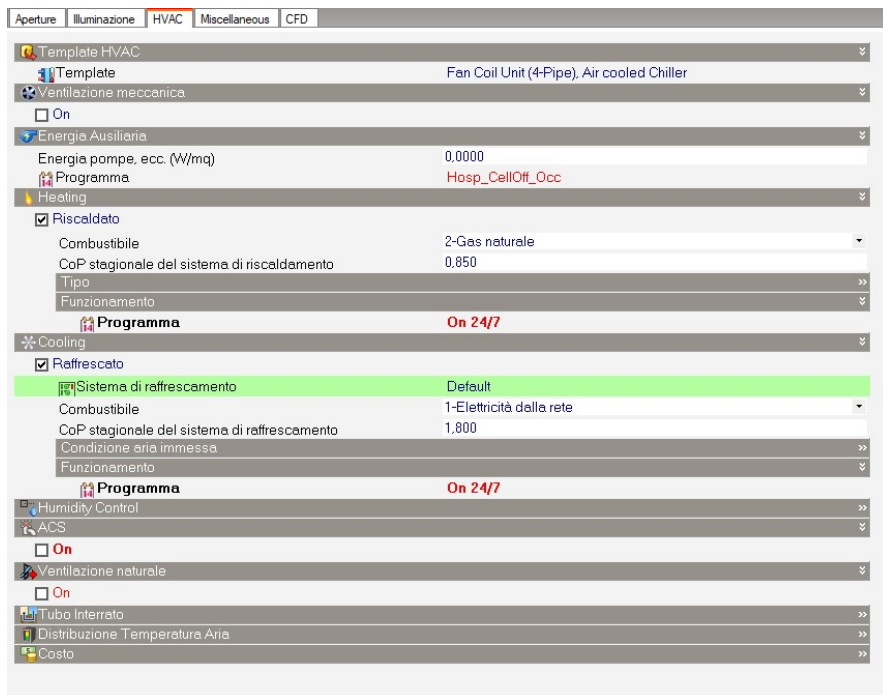 Aperture Illuminazione HVAC Miscellaneous CFD
Template HVAC
Template Fan Coil Unit (4-Pipe), Air cooled Chiller
Ventilazione meccanica
On
Energia Ausiliaria
Energia pompe, ecc. (W/mq) 0,0000
14 Programma Hosp_CellOff_Occ
Heating
Riscaldato
Combustibile 2-Gas naturale
CoP stagionale del sistema di riscaldamento 0,850
Tipo
Funzionamento
14 Programma On 24/7
Cooling
Raffrescato
Sistema di raffrescamento Default
Combustibile 1-Elettricità dalla rete
CoP stagionale del sistema di raffrescamento 1,800
Condizione aria immessa
Funzionamento
14 Programma On 24/7
Humidity Control
ACS
On
Ventilazione naturale
On
Tubo Interrato
Distribuzione Temperatura Aria
Costo